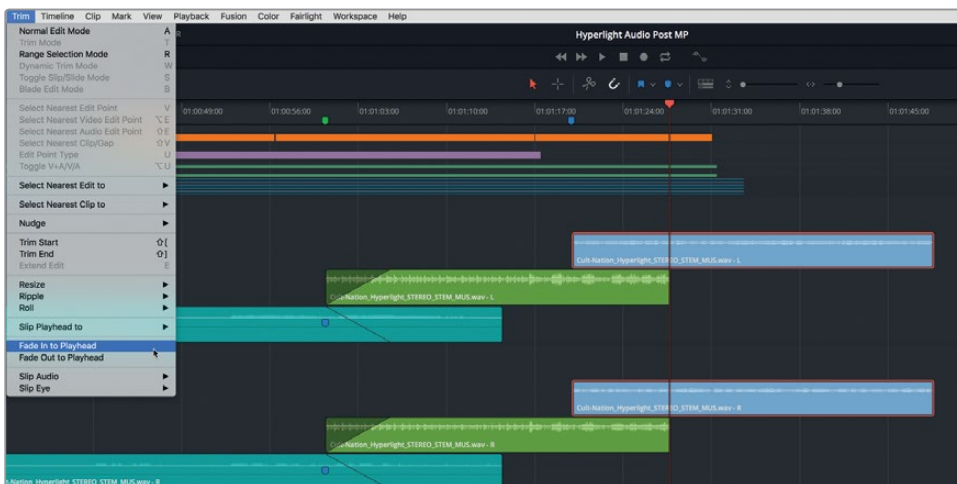 Trim Timeline Clip Mark View Playback Fusion Color Fairlight Workspace Help
Hyperlight Audio Post MP
Normal Edit Mode A
Trim Mode T
Range Selection Mode R
Dynamic Trim Mode W
Toggle Slip/Slide Mode S
Blade Edit Mode B
Select Nearest Edit Point V
Select Nearest Video Edit Point ⌥E
Select Nearest Audio Edit Point ⇧E
Select Nearest Clip/Gap ⇧V
Edit Point Type U
Toggle V+A/V/A ⌥U
Select Nearest Edit to
Select Nearest Clip to
Nudge
Trim Start ⇧[
Trim End ⇧]
Extend Edit E
Resize
Ripple
Roll
Slip Playhead to
Fade In to Playhead
Fade Out to Playhead
Slip Audio
Slip Eye
01:00:49:00 01:00:56:00 01:01:03:00 01:01:10:00 01:01:17:00 01:01:24:00 01:01:31:00 01:01:38:00 01:01:45:00
Cult-Nation_Hyperlight_STEREO_STEM_MUS.wav - L
Cult-Nation_Hyperlight_STEREO_STEM_MUS.wav - L
Cult-Nation_Hyperlight_STEREO_STEM_MUS.wav - R
Cult-Nation_Hyperlight_STEREO_STEM_MUS.wav - R
Nation_Hyperlight_STEREO_STEM_MUS.wav - R